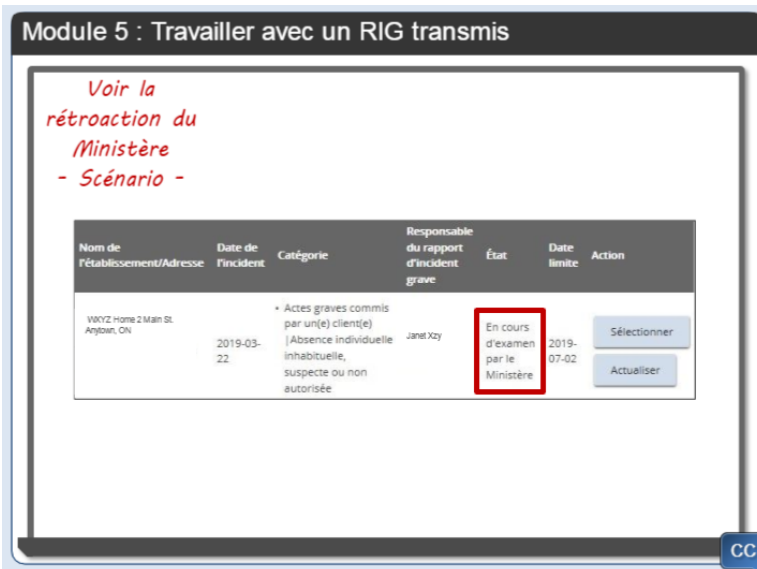 Module 5 : Travailler avec un RIG transmis
Voir la
rétroaction du
Ministère
- Scénario -
Nom de
l'établissement/Adresse
Date de
l'incident
Catégorie
Responsable
du rapport
d'incident
grave
État
Date
limite
Action
WXYZ Home 2 Main St.
Anytown, ON
2019-03-
22
• Actes graves commis
par un(e) client(e)
|Absence individuelle
inhabituelle,
suspecte ou non
autorisée
Janet Xzy
En cours
d'examen
par le
Ministère
2019-
07-02
Sélectionner
Actualiser
CC